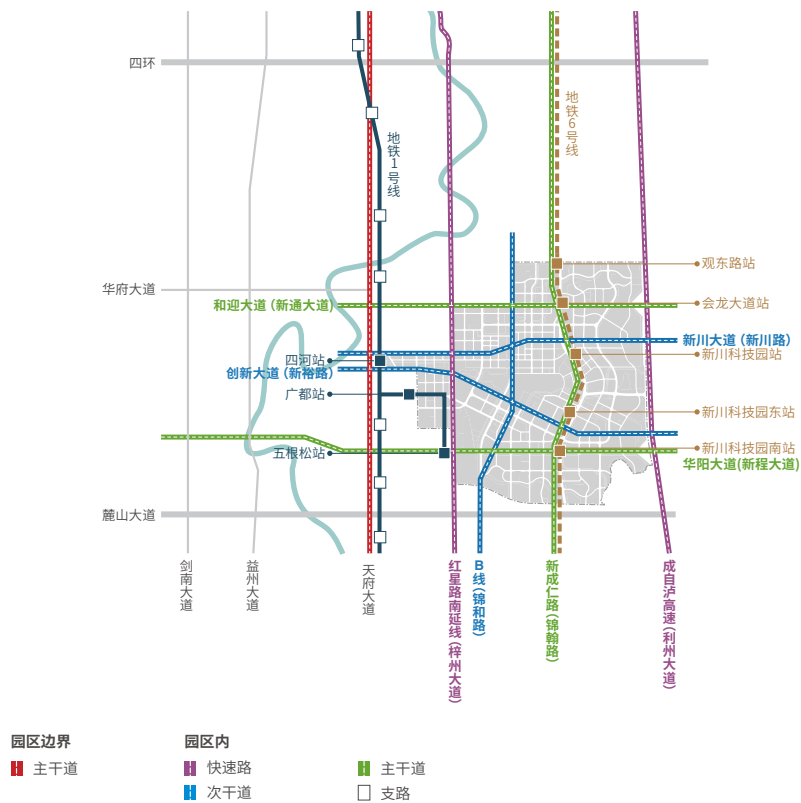 四环
地铁6号线
地铁1号线
观东路站
华府大道
会龙大道站
和迎大道 (新通大道)
新川大道 (新川路)
新川科技园站
四河站
创新大道 (新裕路)
广都站
新川科技园东站
新川科技园南站
五根松站
华阳大道(新程大道)
麓山大道
剑南大道
益州大道
天府大道
红星路南延线(梓州大道)
B线(锦和路)
新成仁路(锦翰路)
成自泸高速(利州大道)
园区边界
园区内
主干道
快速路
主干道
次干道
支路